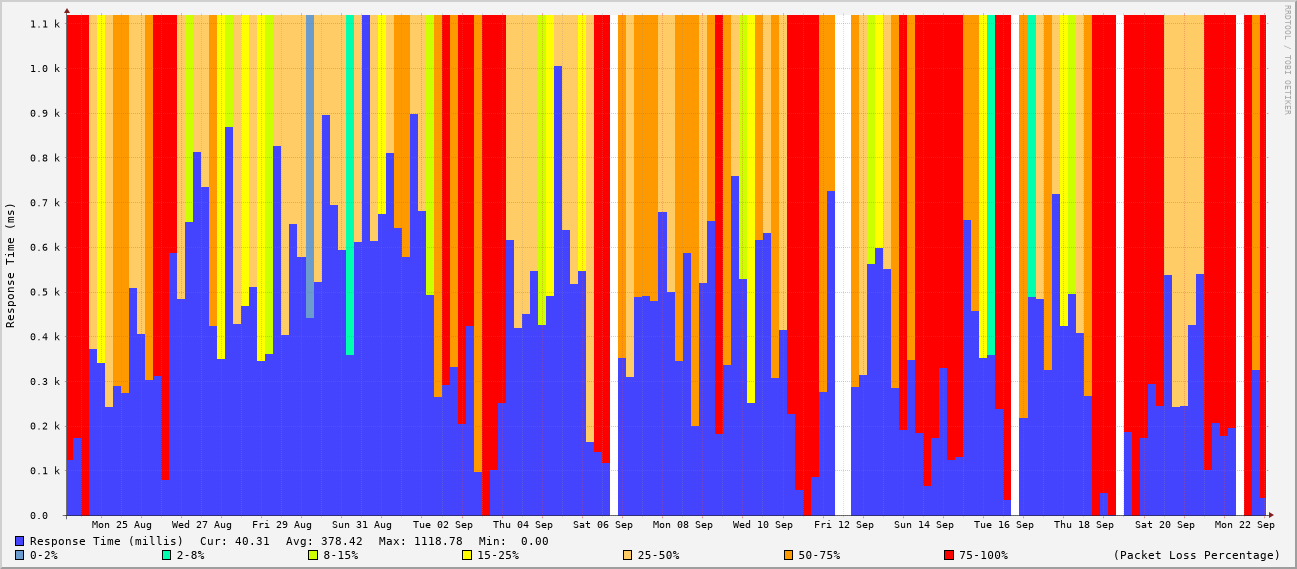 1.1 k
1.0 k
0.9 k
0.8 k
0.7 k
0.6 k
0.5 k
0.4 k
0.3 k
0.2 k
0.1 k
0.0
Response Time (ms)
RRDTOOL / TOBI OETIKER
Mon 25 Aug Wed 27 Aug Fri 29 Aug Sun 31 Aug Tue 02 Sep Thu 04 Sep Sat 06 Sep Mon 08 Sep Wed 10 Sep Fri 12 Sep Sun 14 Sep Tue 16 Sep Thu 18 Sep Sat 20 Sep Mon 22 Sep
Response Time (millis) Cur: 40.31 Avg: 378.42 Max: 1118.78 Min: 0.00
0-2% 2-8% 8-15% 15-25% 25-50% 50-75% 75-100% (Packet Loss Percentage)